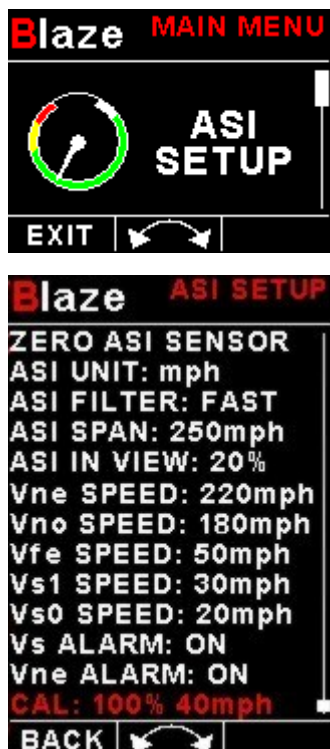 Blaze MAIN MENU
ASI
SETUP
EXIT
Blaze ASI SETUP
ZERO ASI SENSOR
ASI UNIT: mph
ASI FILTER: FAST
ASI SPAN: 250mph
ASI IN VIEW: 20%
Vne SPEED: 220mph
Vno SPEED: 180mph
Vfe SPEED: 50mph
Vs1 SPEED: 30mph
Vs0 SPEED: 20mph
Vs ALARM: ON
Vne ALARM: ON
CAL: 100% 40mph
BACK